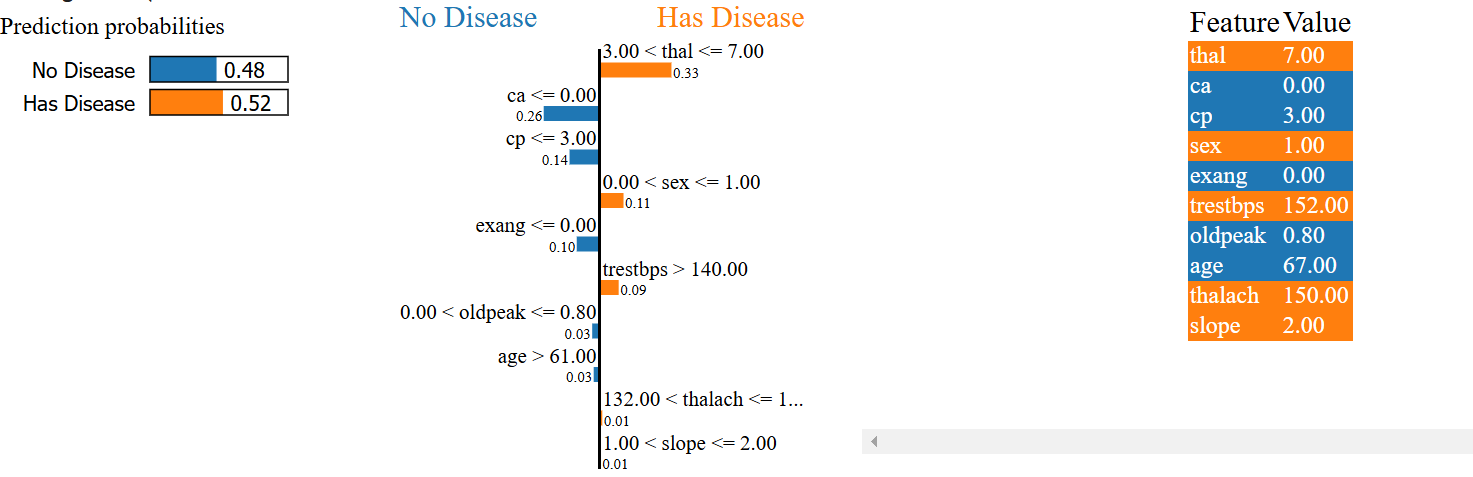 Prediction probabilities
No Disease 0.48
Has Disease 0.52
No Disease Has Disease
3.00 < thal <= 7.00
0.33
ca <= 0.00
0.26
cp <= 3.00
0.14
0.00 < sex <= 1.00
0.11
exang <= 0.00
0.10
trestbps > 140.00
0.09
0.00 < oldpeak <= 0.80
0.03
age > 61.00
0.03
132.00 < thalach <= 1...
0.01
1.00 < slope <= 2.00
0.01
Feature Value
thal 7.00
ca 0.00
cp 3.00
sex 1.00
exang 0.00
trestbps 152.00
oldpeak 0.80
age 67.00
thalach 150.00
slope 2.00